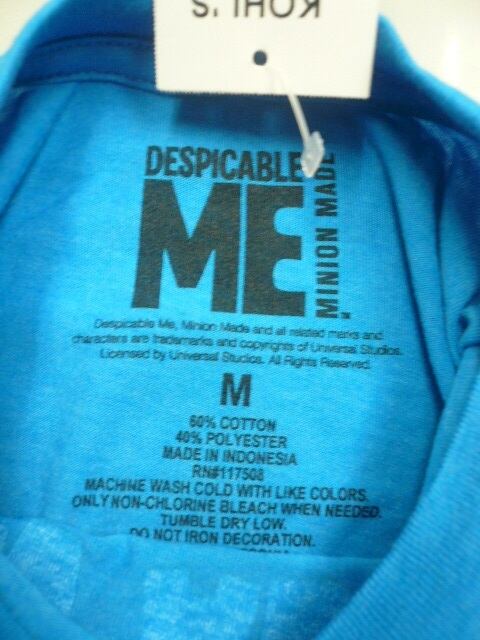 KOHL'S
DESPICABLE
ME
MINION MADE
Despicable Me, Minion Made and all related marks and
characters are trademarks and copyrights of Universal Studios.
Licensed by Universal Studios. All Rights Reserved.
M
60% COTTON
40% POLYESTER
MADE IN INDONESIA
RN#117508
MACHINE WASH COLD WITH LIKE COLORS.
ONLY NON-CHLORINE BLEACH WHEN NEEDED.
TUMBLE DRY LOW.
DO NOT IRON DECORATION.